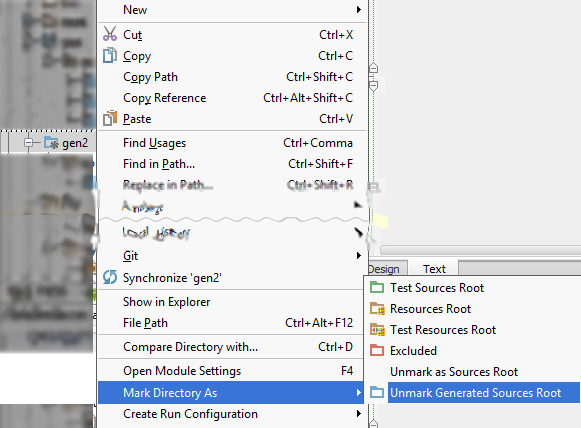 New
Cut Ctrl+X
Copy Ctrl+C
Copy Path Ctrl+Shift+C
Copy Reference Ctrl+Alt+Shift+C
Paste Ctrl+V
gen2
Find Usages Ctrl+Comma
Find in Path... Ctrl+Shift+F
Replace in Path... Ctrl+Shift+R
Local History
Git
Synchronize 'gen2'
Show in Explorer
File Path Ctrl+Alt+F12
Compare Directory with... Ctrl+D
Open Module Settings F4
Mark Directory As
Create Run Configuration
Design Text
Test Sources Root
Resources Root
Test Resources Root
Excluded
Unmark as Sources Root
Unmark Generated Sources Root